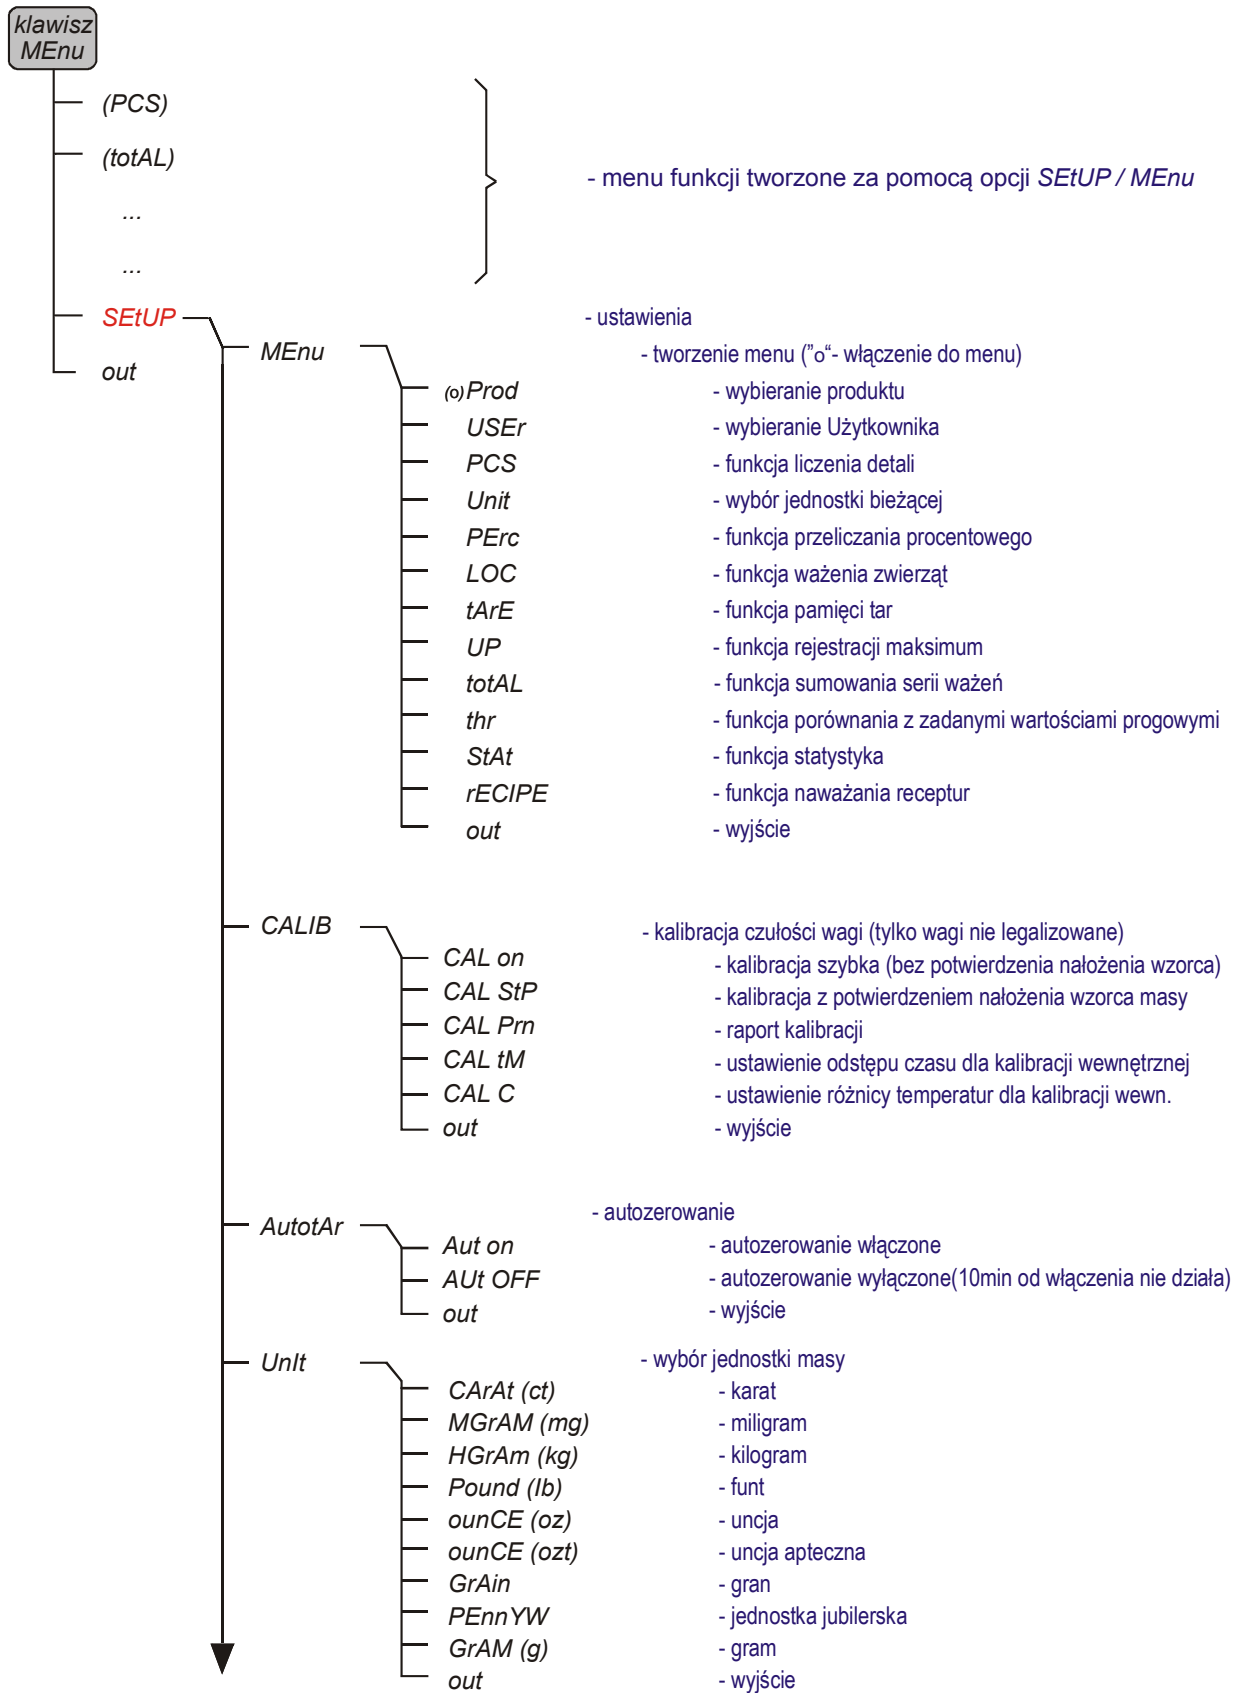 klawisz
MEnu
(PCS)
(totAL)
- menu funkcji tworzone za pomocą opcji SEtUP / MEnu
...
...
SEtUP - ustawienia
MEnu - tworzenie menu ("o"- włączenie do menu)
out
(o) Prod - wybieranie produktu
USEr - wybieranie Użytkownika
PCS - funkcja liczenia detali
Unit - wybór jednostki bieżącej
PErc - funkcja przeliczania procentowego
LOC - funkcja ważenia zwierząt
tArE - funkcja pamięci tar
UP - funkcja rejestracji maksimum
totAL - funkcja sumowania serii ważeń
thr - funkcja porównania z zadanymi wartościami progowymi
StAt - funkcja statystyka
rECIPE - funkcja naważania receptur
out - wyjście
CALIB - kalibracja czułości wagi (tylko wagi nie legalizowane)
CAL on - kalibracja szybka (bez potwierdzenia nałożenia wzorca)
CAL StP - kalibracja z potwierdzeniem nałożenia wzorca masy
CAL Prn - raport kalibracji
CAL tM - ustawienie odstępu czasu dla kalibracji wewnętrznej
CAL C - ustawienie różnicy temperatur dla kalibracji wewn.
out - wyjście
AutotAr - autozerowanie
Aut on - autozerowanie włączone
AUt OFF - autozerowanie wyłączone(10min od włączenia nie działa)
out - wyjście
UnIt - wybór jednostki masy
CArAt (ct) - karat
MGrAM (mg) - miligram
HGrAm (kg) - kilogram
Pound (lb) - funt
ounCE (oz) - uncja
ounCE (ozt) - uncja apteczna
GrAin - gran
PEnnYW - jednostka jubilerska
GrAM (g) - gram
out - wyjście